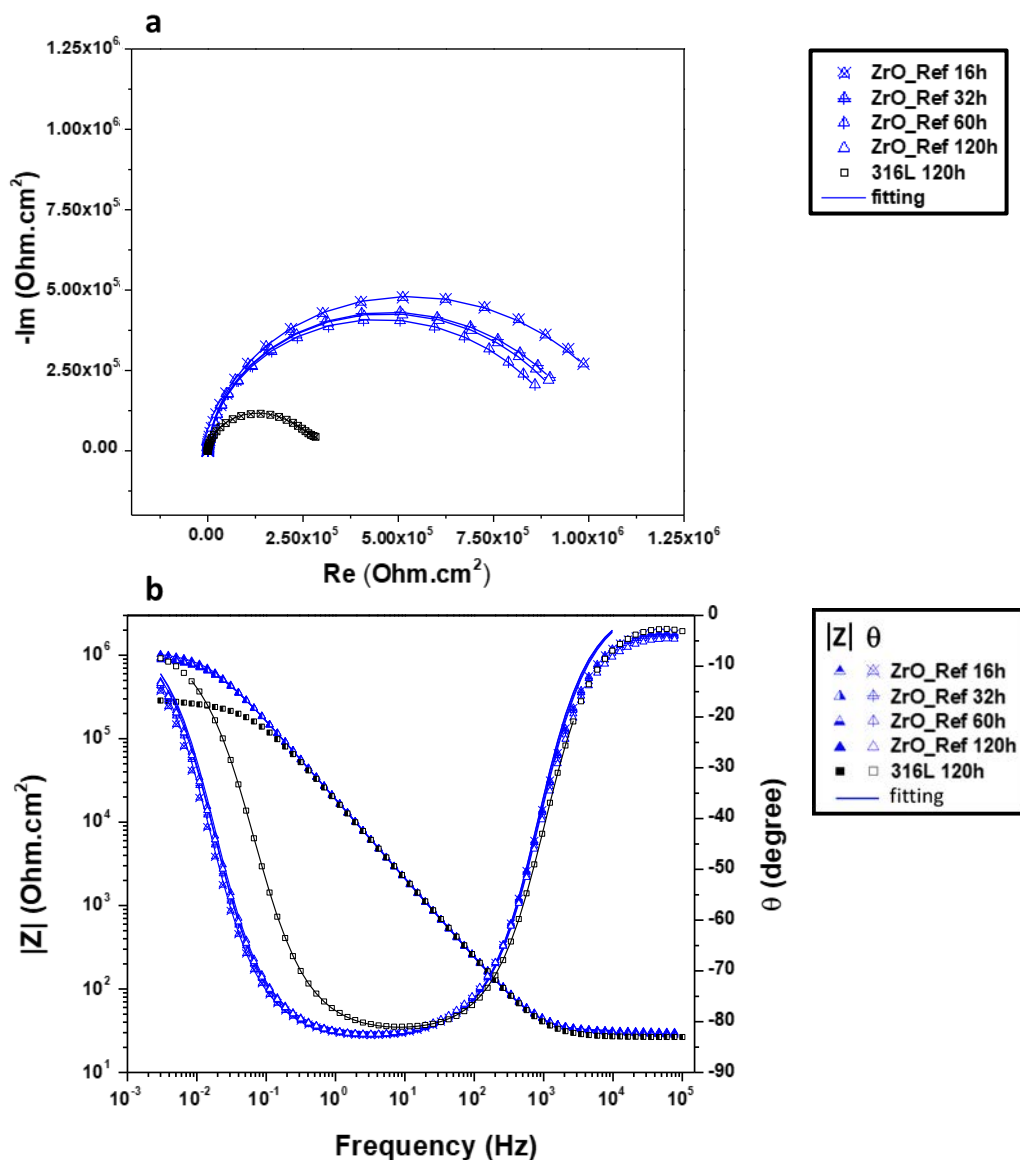 a
1.25x10⁶
1.00x10⁶
7.50x10⁵
5.00x10⁵
2.50x10⁵
0.00
-Im (Ohm.cm²)
0.00 2.50x10⁵ 5.00x10⁵ 7.50x10⁵ 1.00x10⁶ 1.25x10⁶
Re (Ohm.cm²)
ZrO_Ref 16h
ZrO_Ref 32h
ZrO_Ref 60h
ZrO_Ref 120h
316L 120h
fitting
b
10⁶
10⁵
10⁴
10³
10²
10¹
|Z| (Ohm.cm²)
0
-10
-20
-30
-40
-50
-60
-70
-80
-90
θ (degree)
10⁻³ 10⁻² 10⁻¹ 10⁰ 10¹ 10² 10³ 10⁴ 10⁵
Frequency (Hz)
|Z| θ
ZrO_Ref 16h
ZrO_Ref 32h
ZrO_Ref 60h
ZrO_Ref 120h
316L 120h
fitting